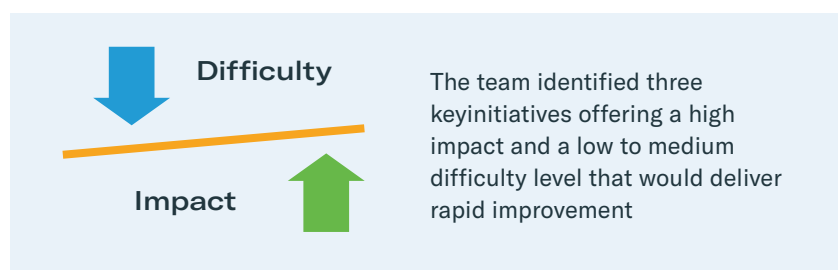 Difficulty
Impact
The team identified three
keyinitiatives offering a high
impact and a low to medium
difficulty level that would deliver
rapid improvement